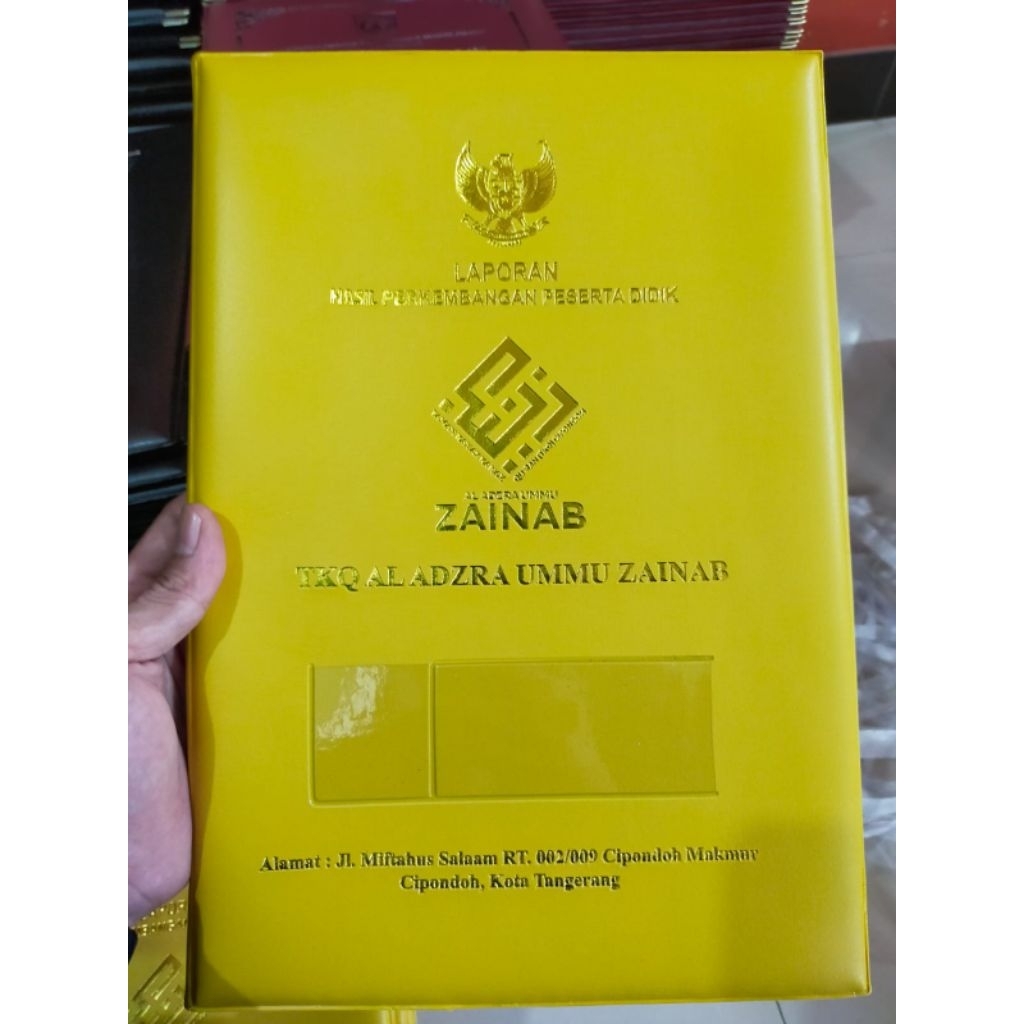 LAPORAN
HASIL PERKEMBANGAN PESERTA DIDIK
AL ADZRA UMMU
ZAINAB
TKQ AL ADZRA UMMU ZAINAB
Alamat : Jl. Miftahus Salaam RT. 002/009 Cipondoh Makmur
Cipondoh, Kota Tangerang